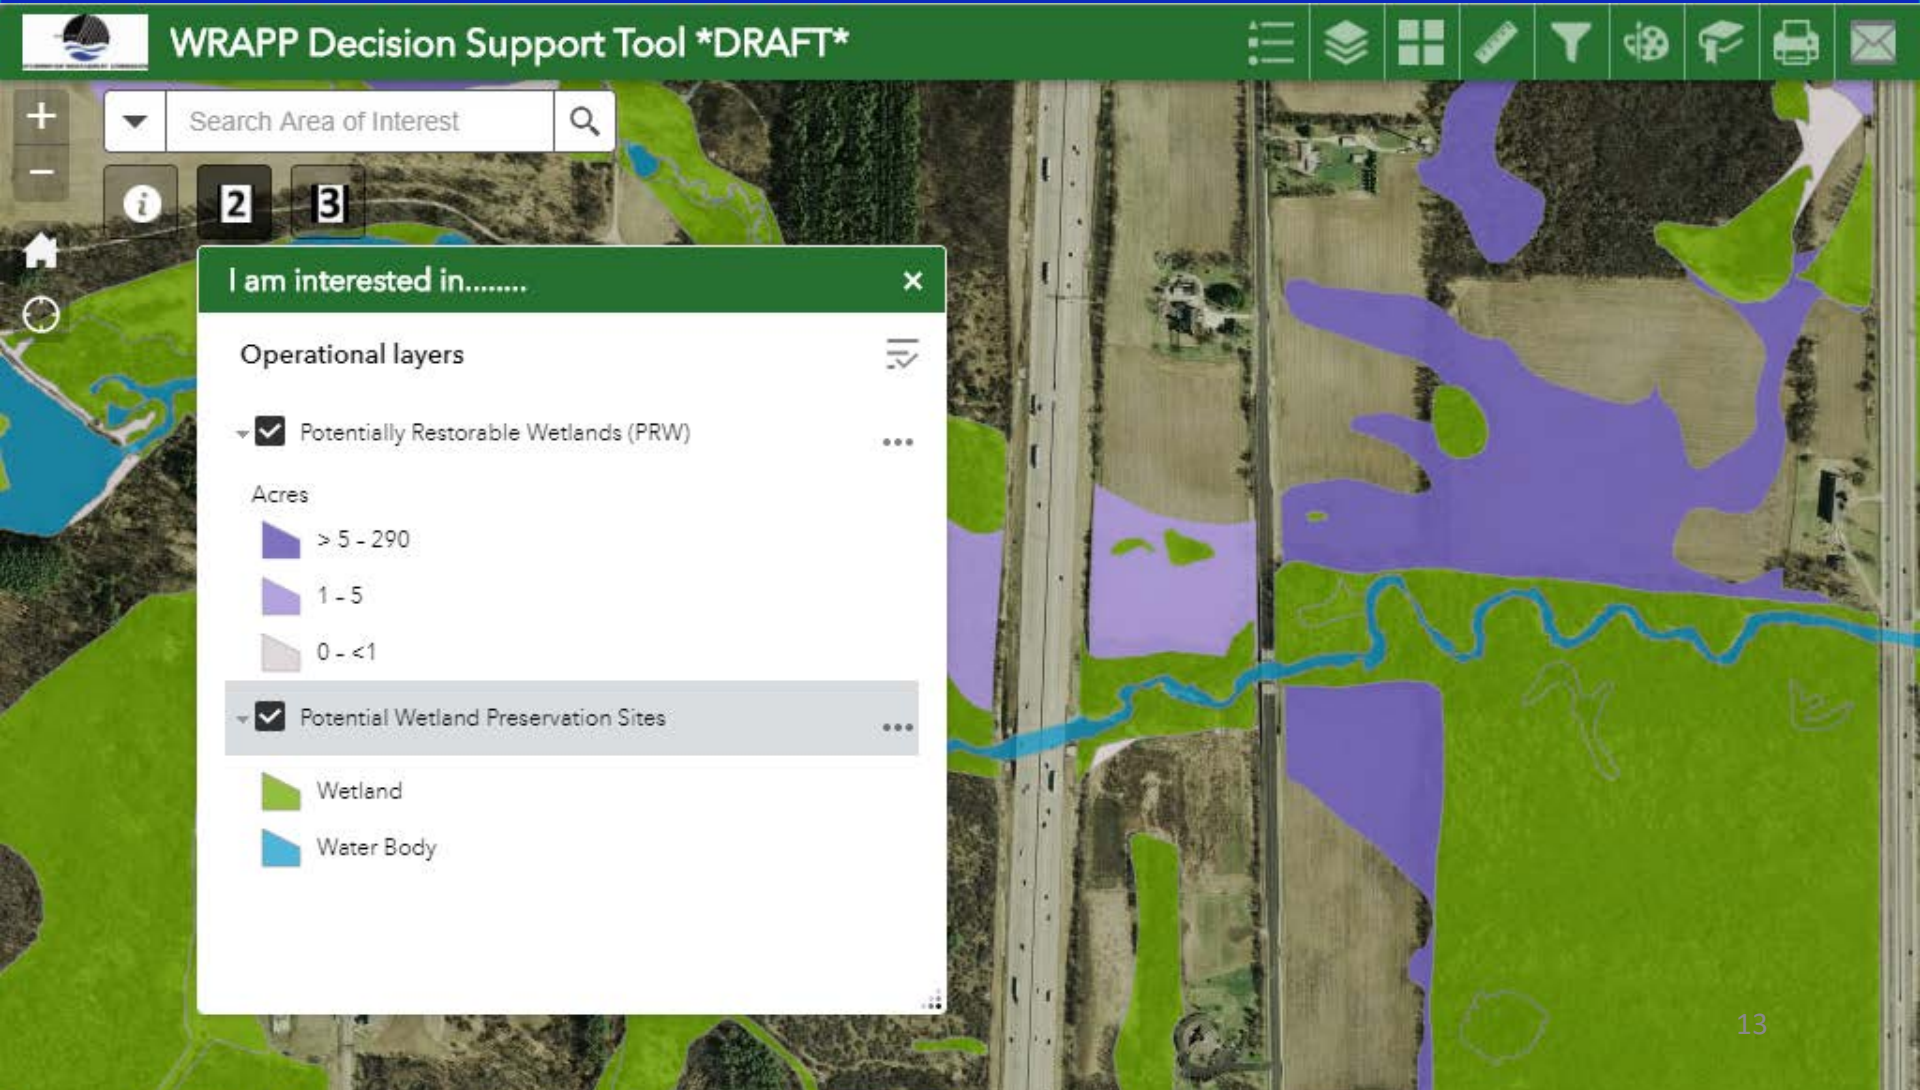 WRAPP Decision Support Tool *DRAFT*
Search Area of Interest
i 2 3
I am interested in........
Operational layers
Potentially Restorable Wetlands (PRW)
Acres
> 5 - 290
1 - 5
0 - <1
Potential Wetland Preservation Sites
Wetland
Water Body
13